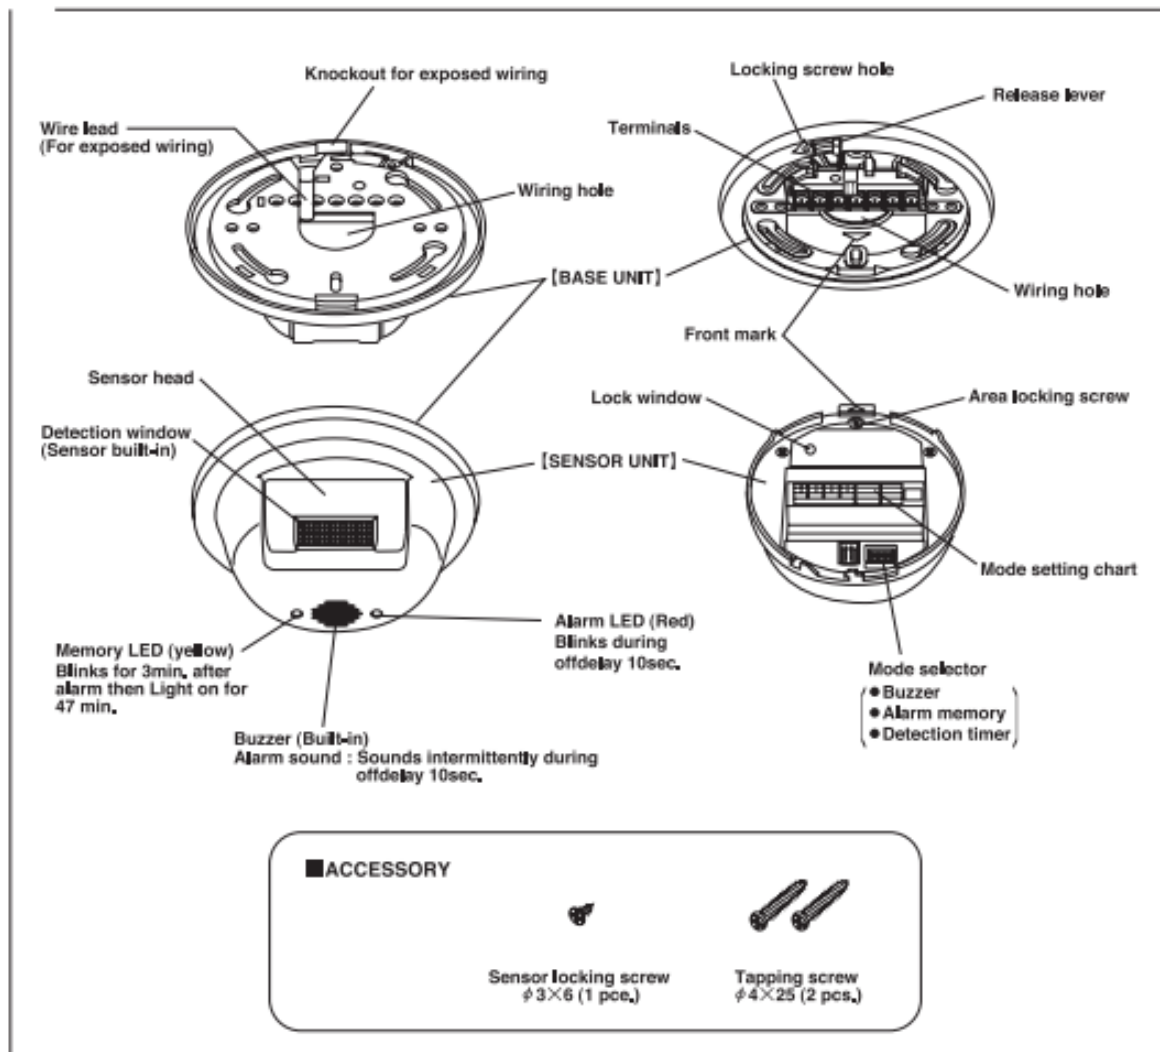 Knockout for exposed wiring
Wire lead
(For exposed wiring)
Wiring hole
Locking screw hole
Release lever
Terminals
[BASE UNIT]
Wiring hole
Front mark
Sensor head
Detection window
(Sensor built-in)
[SENSOR UNIT]
Lock window
Area locking screw
Mode setting chart
Memory LED (yellow)
Blinks for 3min. after
alarm then Light on for
47 min.
Alarm LED (Red)
Blinks during
offdelay 10sec.
Buzzer (Built-in)
Alarm sound : Sounds intermittently during
offdelay 10sec.
Mode selector
●Buzzer
●Alarm memory
●Detection timer
■ACCESSORY
Sensor locking screw
φ3×6 (1 pce.)
Tapping screw
φ4×25 (2 pcs.)